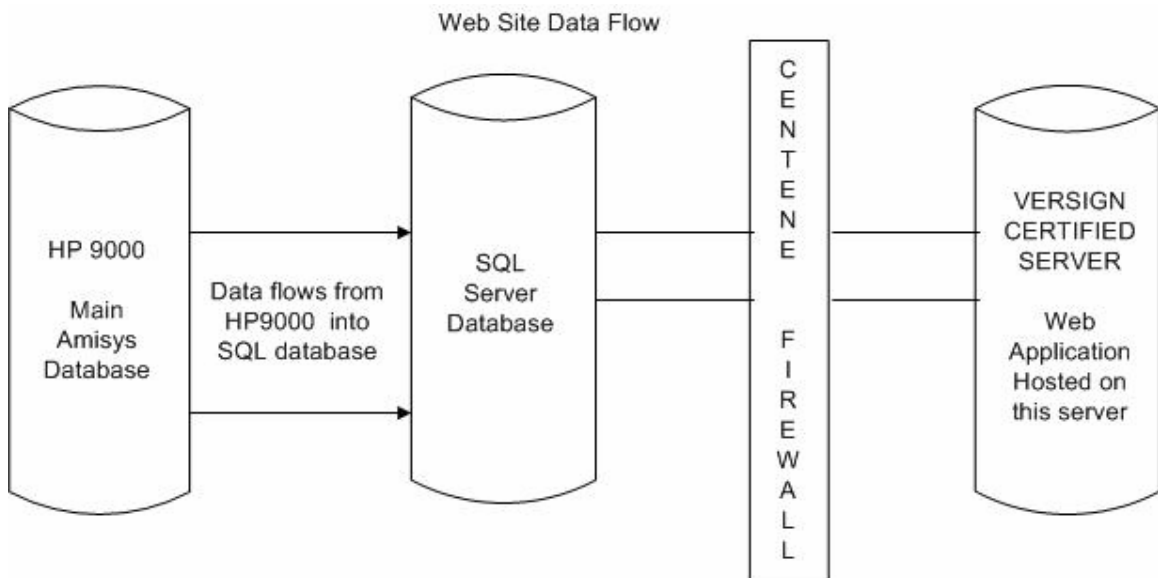 Web Site Data Flow
HP 9000
Main
Amisys
Database
Data flows from
HP9000 into
SQL database
SQL
Server
Database
C
E
N
T
E
N
E
F
I
R
E
W
A
L
L
VERSIGN
CERTIFIED
SERVER
Web
Application
Hosted on
this server